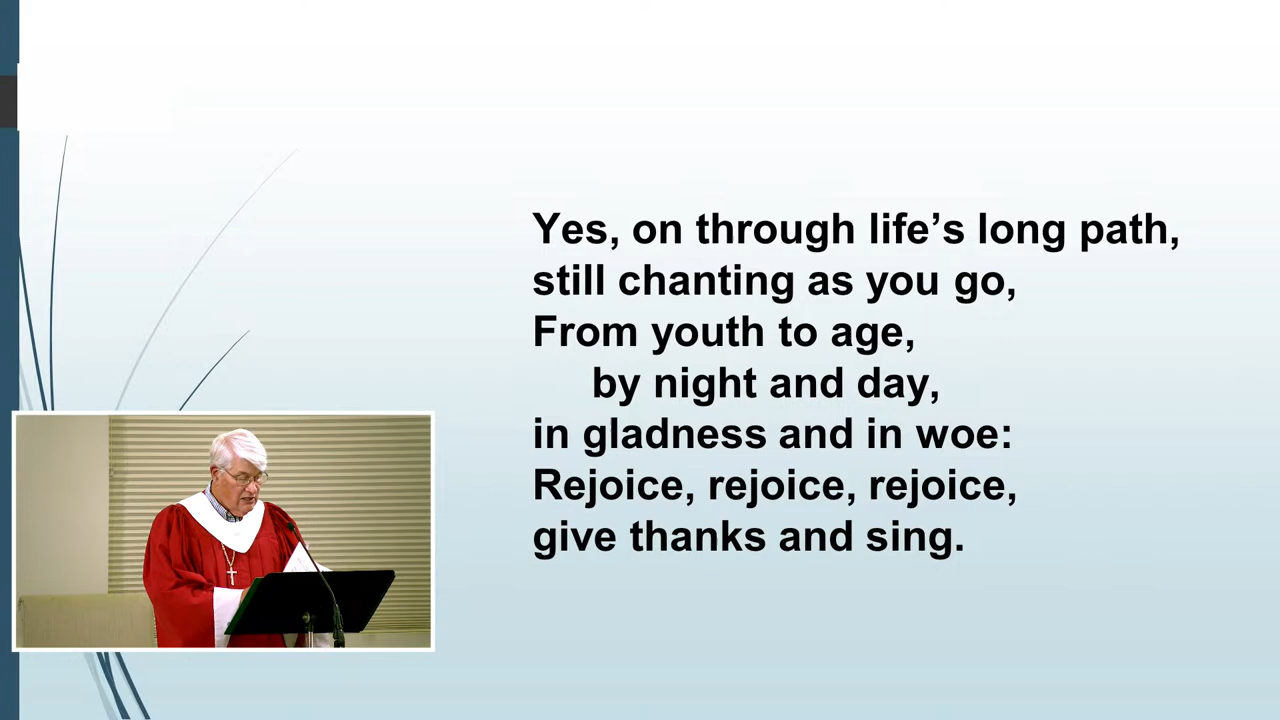 Yes, on through life’s long path,
still chanting as you go,
From youth to age,
by night and day,
in gladness and in woe:
Rejoice, rejoice, rejoice,
give thanks and sing.